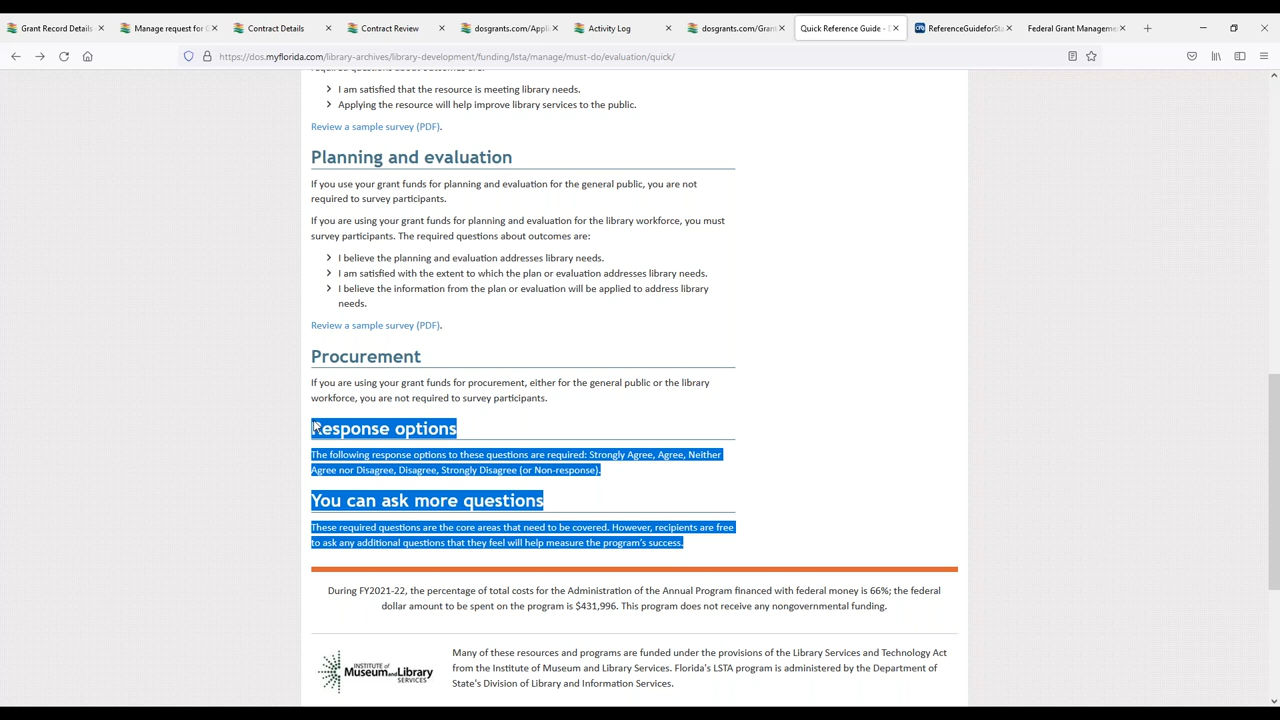 Grant Record Details
Manage request for
Contract Details
Contract Review
dosgrants.com/Appli
Activity Log
dosgrants.com/Grant
Quick Reference Guide -
ReferenceGuideforSta
Federal Grant Manageme
https://dos.myflorida.com/library-archives/library-development/funding/lsta/manage/must-do/evaluation/quick/
I am satisfied that the resource is meeting library needs.
Applying the resource will help improve library services to the public.
Review a sample survey (PDF).
Planning and evaluation
If you use your grant funds for planning and evaluation for the general public, you are not
required to survey participants.
If you are using your grant funds for planning and evaluation for the library workforce, you must
survey participants. The required questions about outcomes are:
I believe the planning and evaluation addresses library needs.
I am satisfied with the extent to which the plan or evaluation addresses library needs.
I believe the information from the plan or evaluation will be applied to address library
needs.
Review a sample survey (PDF).
Procurement
If you are using your grant funds for procurement, either for the general public or the library
workforce, you are not required to survey participants.
Response options
The following response options to these questions are required: Strongly Agree, Agree, Neither
Agree nor Disagree, Disagree, Strongly Disagree (or Non-response).
You can ask more questions
These required questions are the core areas that need to be covered. However, recipients are free
to ask any additional questions that they feel will help measure the program's success.
During FY2021-22, the percentage of total costs for the Administration of the Annual Program financed with federal money is 66%; the federal
dollar amount to be spent on the program is $431,996. This program does not receive any nongovernmental funding.
INSTITUTE of
Museum and Library
SERVICES
Many of these resources and programs are funded under the provisions of the Library Services and Technology Act
from the Institute of Museum and Library Services. Florida's LSTA program is administered by the Department of
State's Division of Library and Information Services.